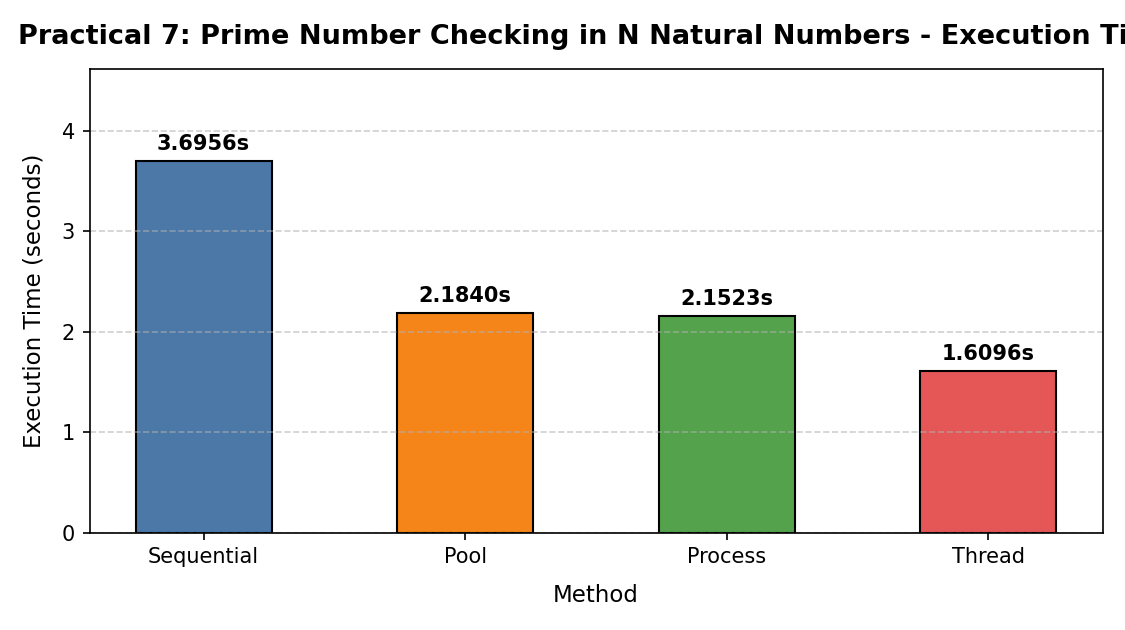 Practical 7: Prime Number Checking in N Natural Numbers - Execution Ti
4
3.6956s
3
2.1840s
2.1523s
2
1.6096s
1
0
Execution Time (seconds)
Sequential
Pool
Process
Thread
Method